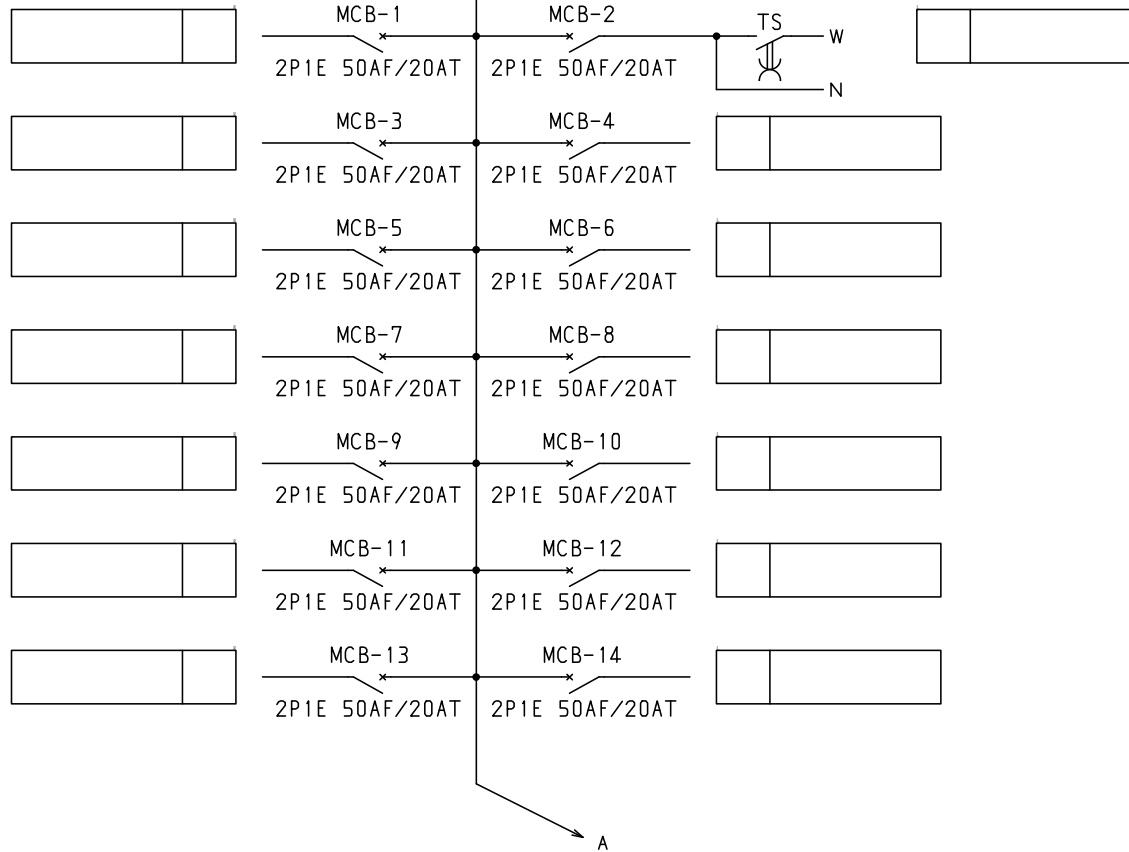 MCB-1 MCB-2 TS
W
2P1E 50AF/20AT 2P1E 50AF/20AT
N
MCB-3 MCB-4
2P1E 50AF/20AT 2P1E 50AF/20AT
MCB-5 MCB-6
2P1E 50AF/20AT 2P1E 50AF/20AT
MCB-7 MCB-8
2P1E 50AF/20AT 2P1E 50AF/20AT
MCB-9 MCB-10
2P1E 50AF/20AT 2P1E 50AF/20AT
MCB-11 MCB-12
2P1E 50AF/20AT 2P1E 50AF/20AT
MCB-13 MCB-14
2P1E 50AF/20AT 2P1E 50AF/20AT
A